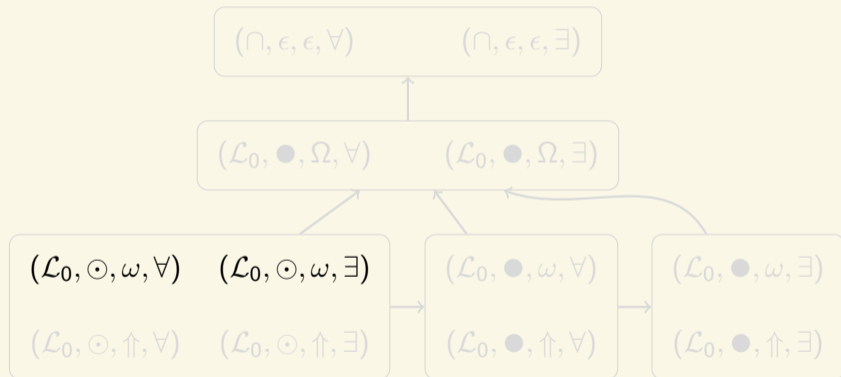 (∩, ϵ, ϵ, ∀) (∩, ϵ, ϵ, ∃)
(ℒ₀, ●, Ω, ∀) (ℒ₀, ●, Ω, ∃)
(ℒ₀, ⊙, ω, ∀) (ℒ₀, ⊙, ω, ∃) (ℒ₀, ●, ω, ∀) (ℒ₀, ●, ω, ∃)
(ℒ₀, ⊙, ⇑, ∀) (ℒ₀, ⊙, ⇑, ∃) (ℒ₀, ●, ⇑, ∀) (ℒ₀, ●, ⇑, ∃)